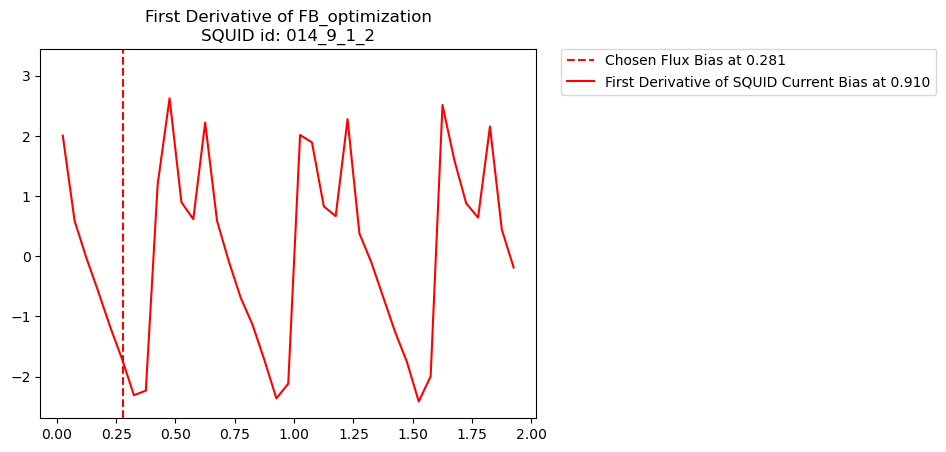 First Derivative of FB_optimization
SQUID id: 014_9_1_2
Chosen Flux Bias at 0.281
First Derivative of SQUID Current Bias at 0.910
3
2
1
0
−1
−2
0.00 0.25 0.50 0.75 1.00 1.25 1.50 1.75 2.00